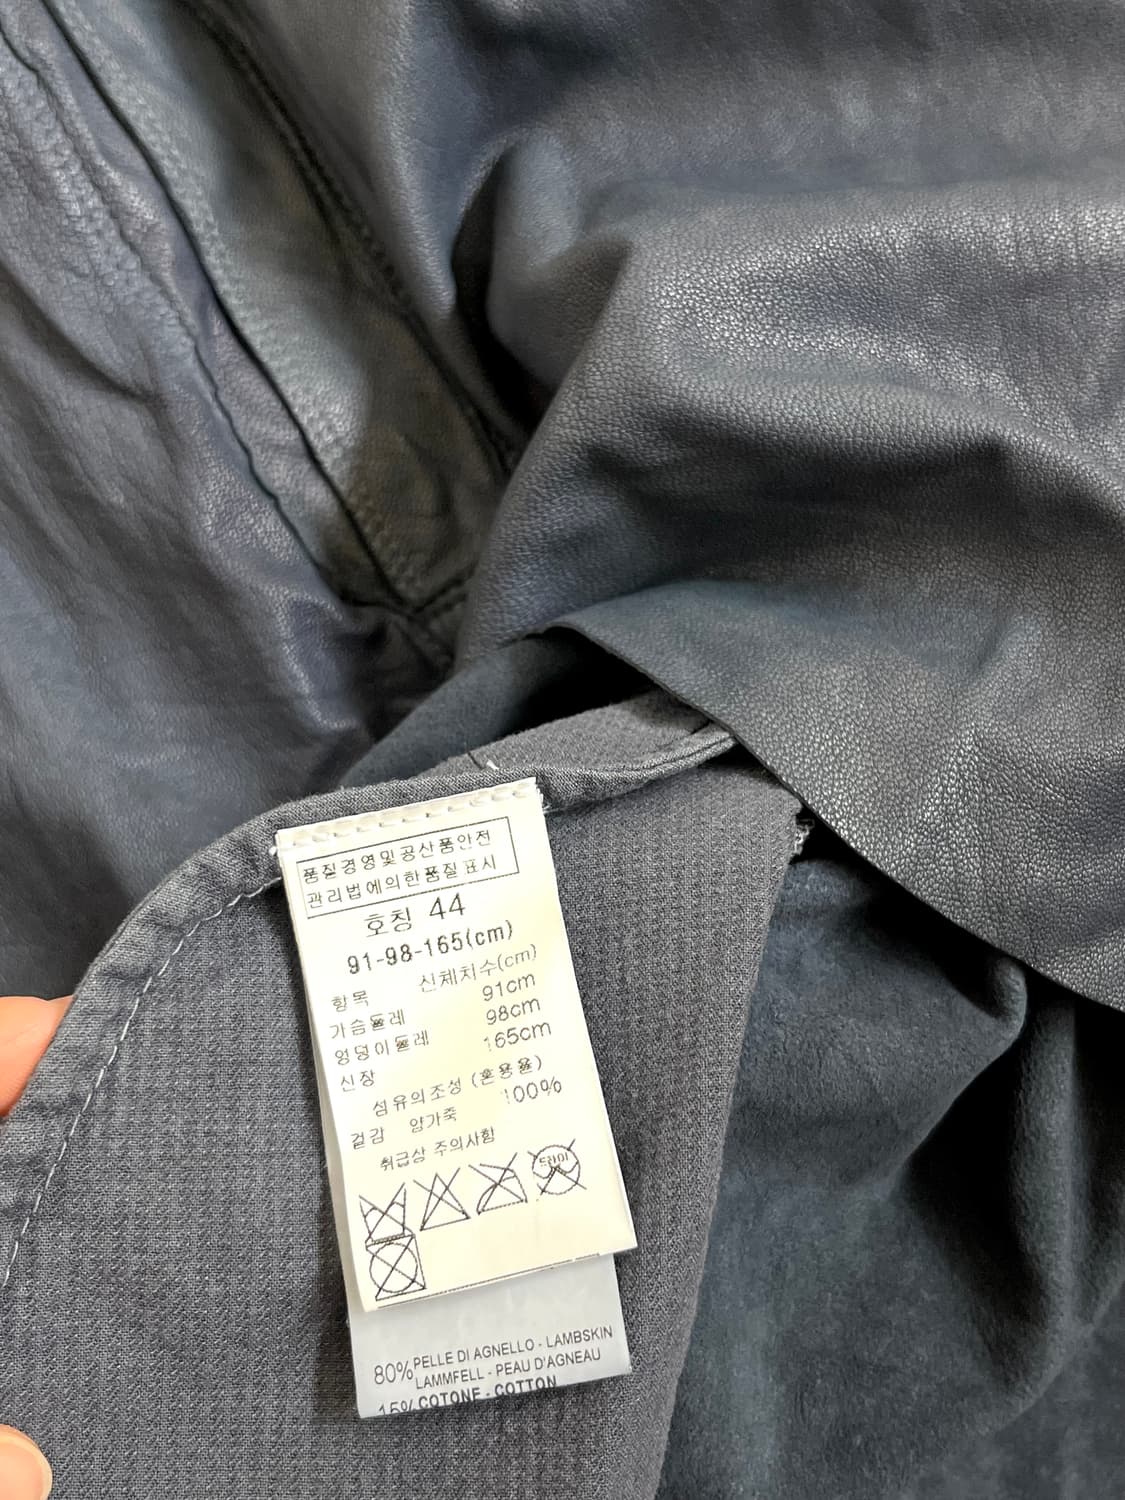 품질경영및공산품안전
관리법에의한품질표시
호칭 44
91-98-165(cm)
항목 신체치수(cm)
가슴둘레 91cm
엉덩이둘레 98cm
신장 165cm
섬유의조성 (혼용율)
겉감 양가죽 100%
취급상 주의사항
드라이
80% PELLE DI AGNELLO - LAMBSKIN
LAMMFELL - PEAU D'AGNEAU
15% COTONE - COTTON